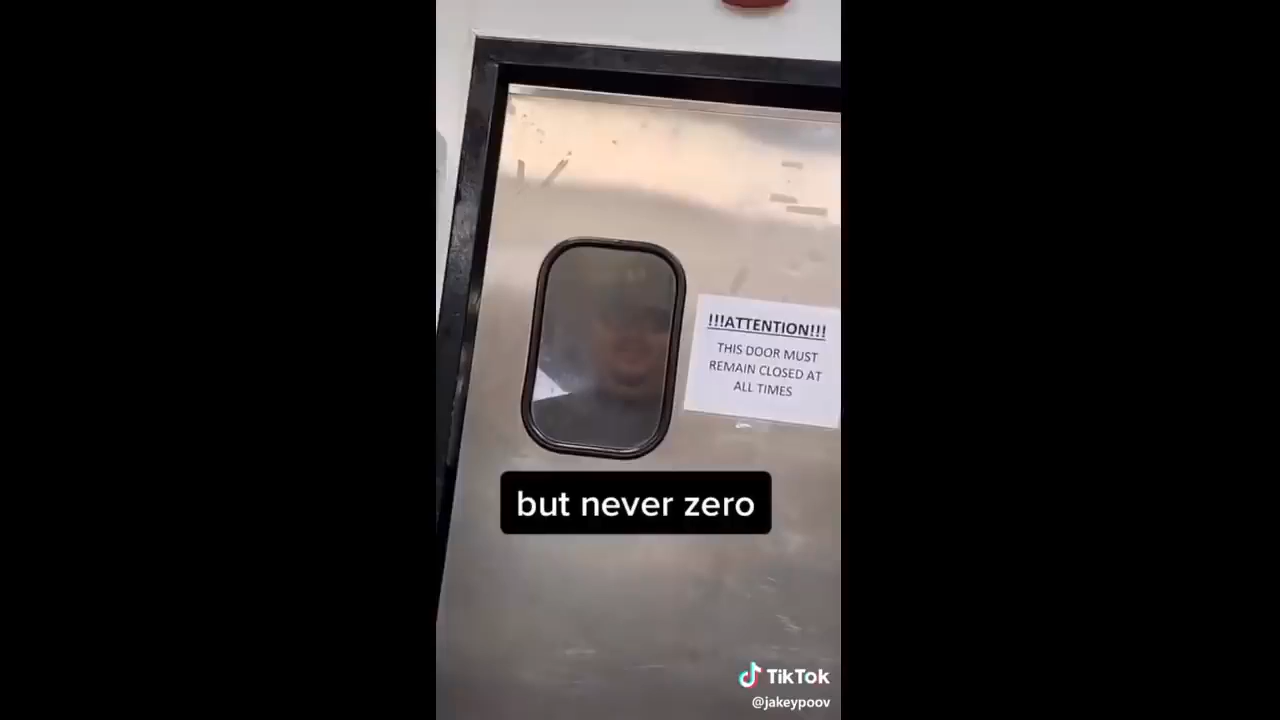 !!!ATTENTION!!!
THIS DOOR MUST
REMAIN CLOSED AT
ALL TIMES
but never zero
TikTok
@jakeypoov